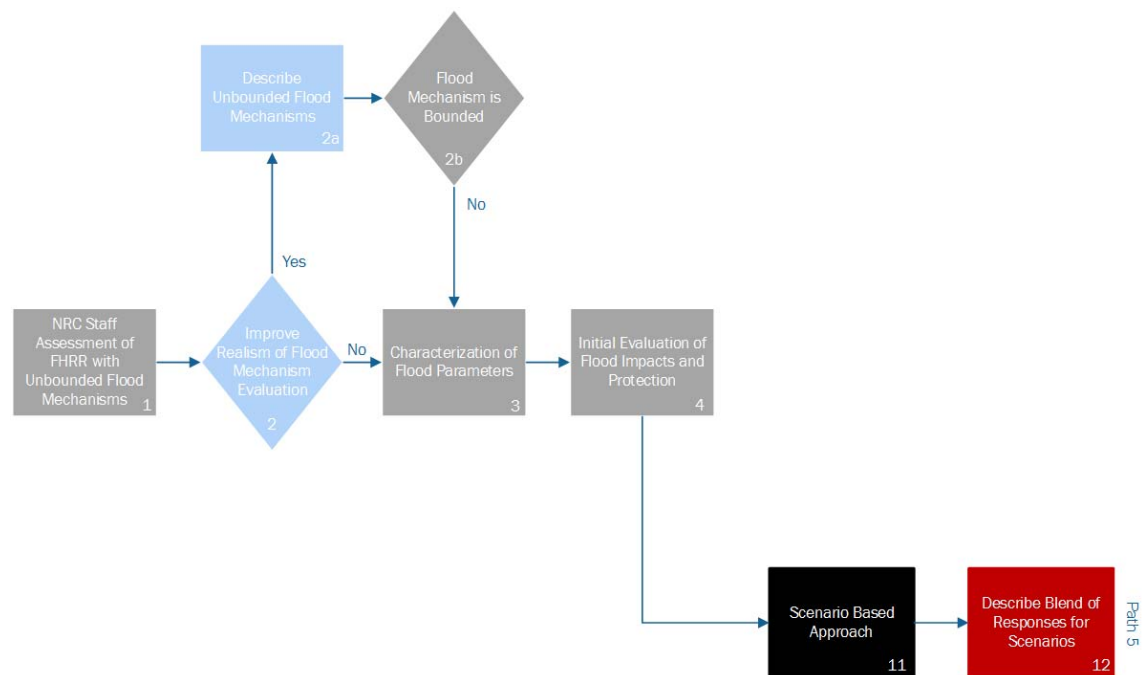 Describe
Unbounded Flood
Mechanisms
2a
Flood
Mechanism is
Bounded
2b
No
Yes
NRC Staff
Assessment of
FHRR with
Unbounded Flood
Mechanisms
1
Improve
Realism of Flood
Mechanism
Evaluation
2
No
Characterization of
Flood Parameters
3
Initial Evaluation of
Flood Impacts and
Protection
4
Scenario Based
Approach
11
Describe Blend of
Responses for
Scenarios
12
Path 5